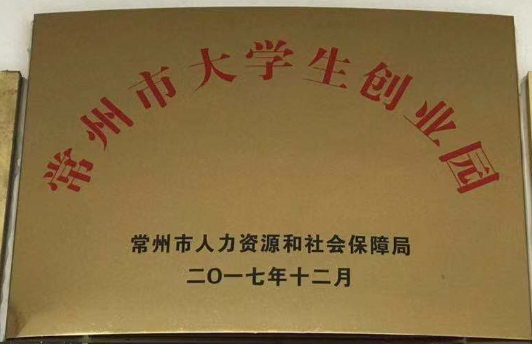 常州市大学生创业园
常州市人力资源和社会保障局
二〇一七年十二月